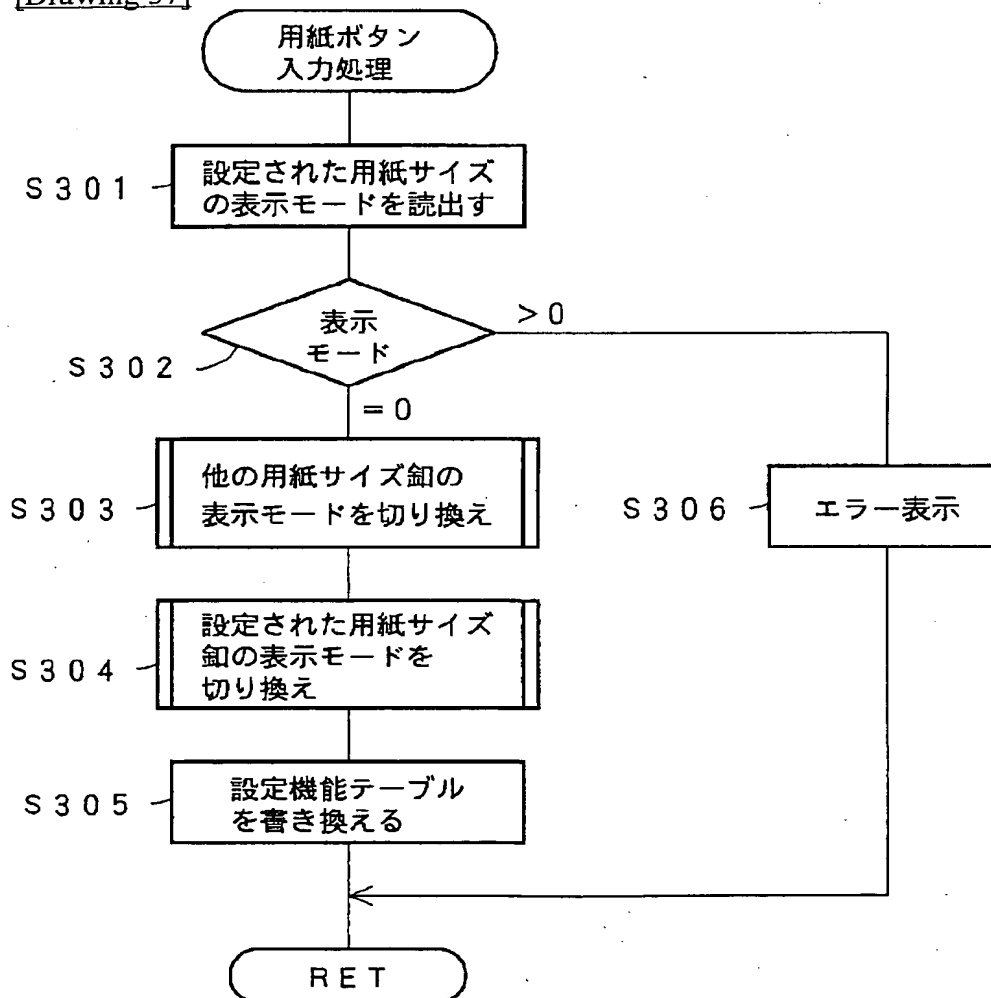 用紙ボタン
入力処理
S301
設定された用紙サイズ
の表示モードを読出す
表示
モード
>0
S302
=0
S303
他の用紙サイズ釦の
表示モードを切り換え
S306
エラー表示
S304
設定された用紙サイズ
釦の表示モードを
切り換え
S305
設定機能テーブル
を書き換える
RET